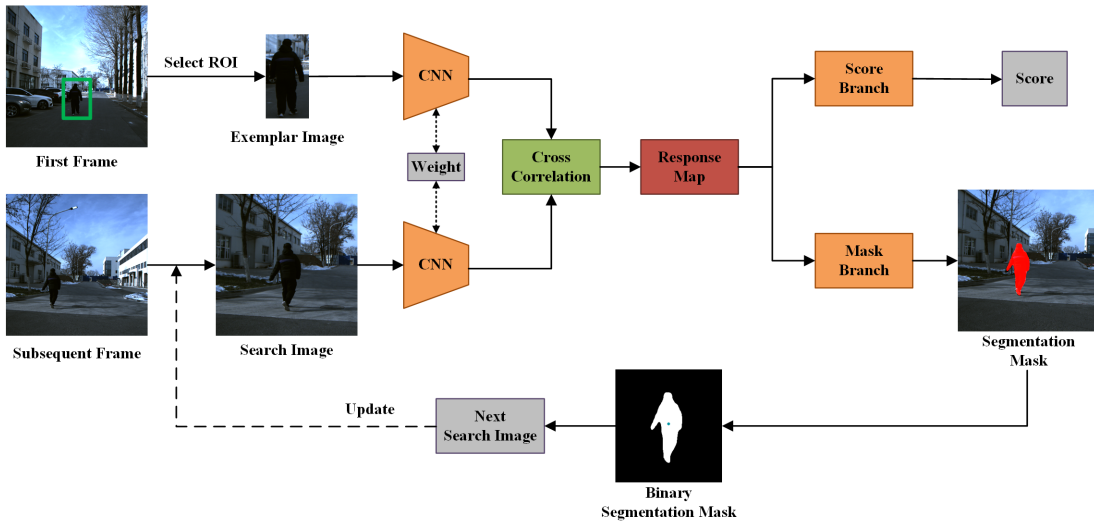 Select ROI
First Frame
Exemplar Image
CNN
Weight
CNN
Cross
Correlation
Response
Map
Score
Branch
Score
Mask
Branch
Subsequent Frame
Search Image
Segmentation
Mask
Update
Next
Search Image
Binary
Segmentation Mask